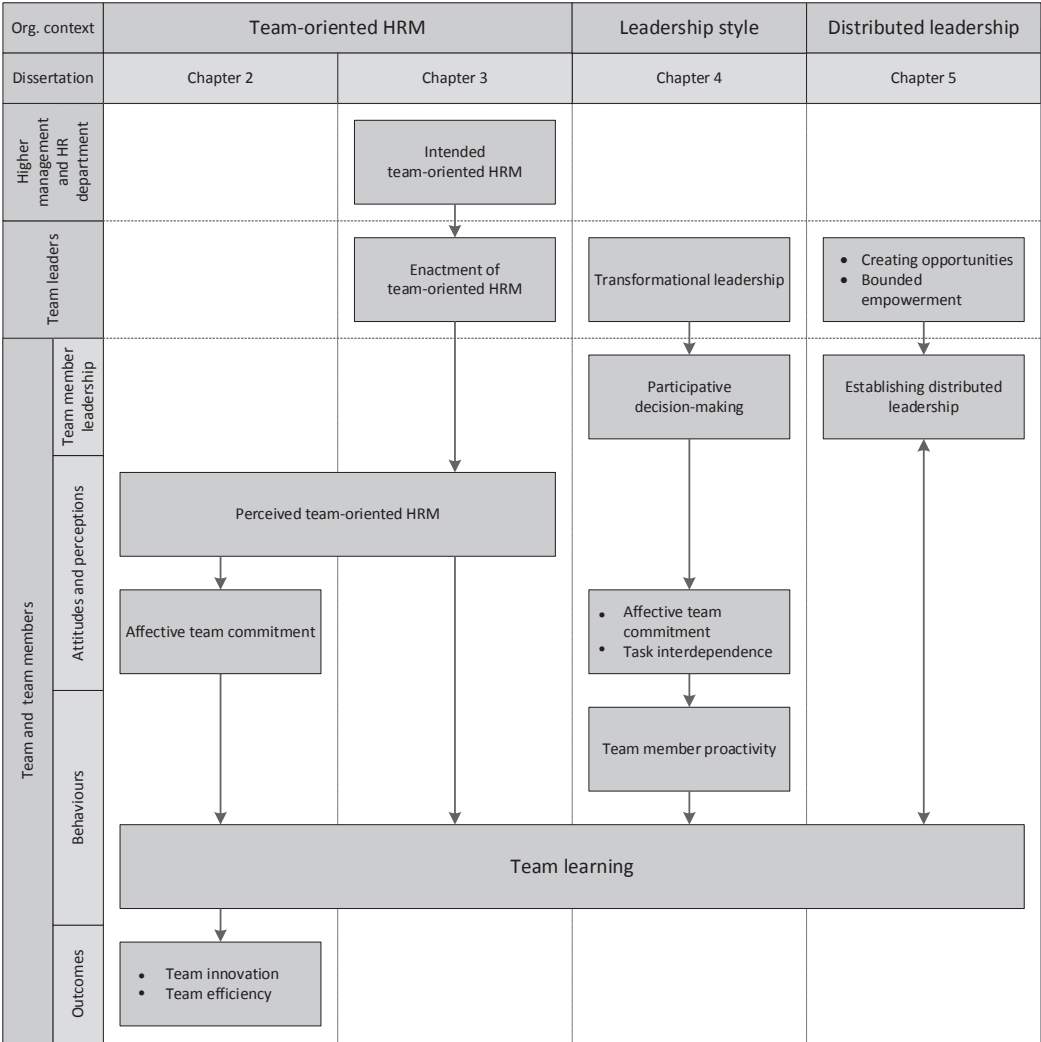 Org. context
Team-oriented HRM
Leadership style
Distributed leadership
Dissertation
Chapter 2
Chapter 3
Chapter 4
Chapter 5
Higher
management
and HR
department
Intended
team-oriented HRM
Team leaders
Enactment of
team-oriented HRM
Transformational leadership
• Creating opportunities
• Bounded
empowerment
Team and team members
Team member
leadership
Participative
decision-making
Establishing distributed
leadership
Attitudes and perceptions
Perceived team-oriented HRM
Affective team commitment
• Affective team
commitment
• Task interdependence
Behaviours
Team member proactivity
Team learning
Outcomes
• Team innovation
• Team efficiency